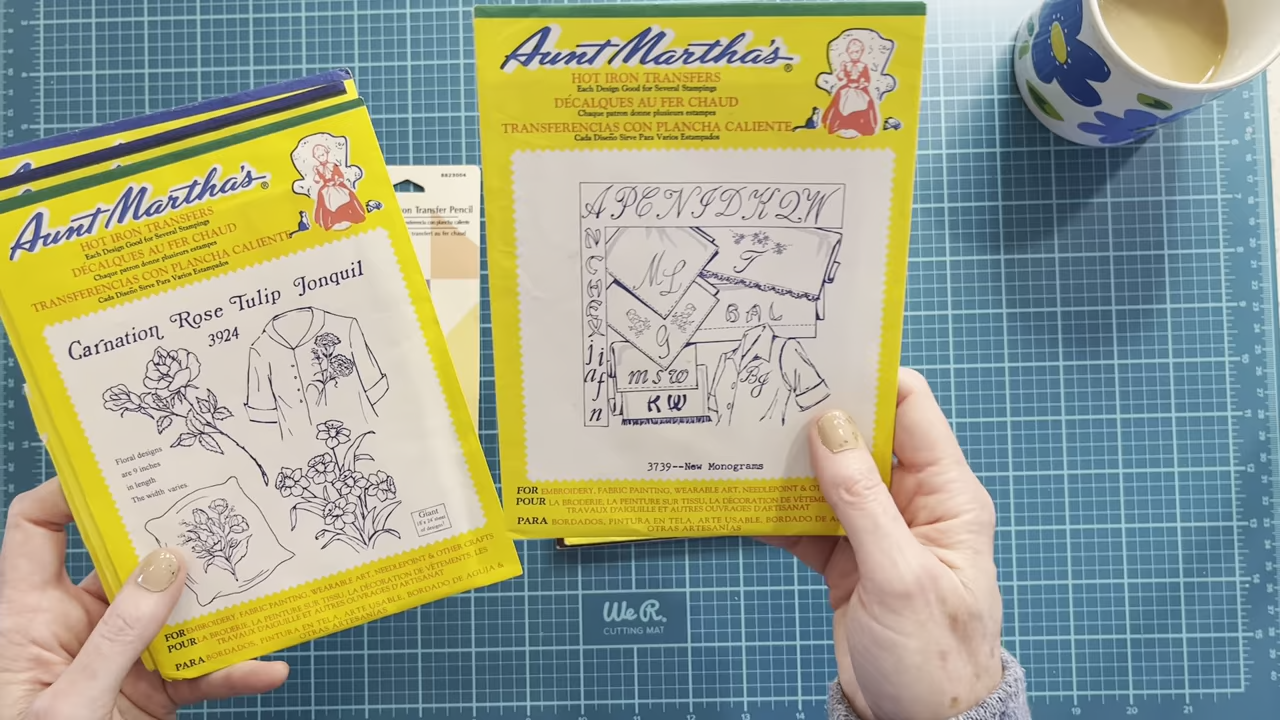 Aunt Martha's®
HOT IRON TRANSFERS
Each Design Good for Several Stampings
DÉCALQUES AU FER CHAUD
Chaque patron donne plusieurs estampes
TRANSFERENCIAS CON PLANCHA CALIENTE
Cada Diseño Sirve Para Varios Estampados
Carnation Rose Tulip Jonquil
3924
Floral designs
are 9 inches
in length
The width varies.
Giant
of designs!
FOR EMBROIDERY, FABRIC PAINTING, WEARABLE ART, NEEDLEPOINT & OTHER CRAFTS
POUR LA BRODERIE, LA PEINTURE SUR TISSU, LA DÉCORATION DE VÊTEMENTS, LES
TRAVAUX D'AIGUILLE ET AUTRES OUVRAGES D'ARTISANAT
PARA BORDADOS, PINTURA EN TELA, ARTE USABLE, BORDADO DE AGUJA &
OTRAS ARTESANÍAS
on Transfer Pencil
Aunt Martha's®
HOT IRON TRANSFERS
Each Design Good for Several Stampings
DÉCALQUES AU FER CHAUD
Chaque patron donne plusieurs estampes
TRANSFERENCIAS CON PLANCHA CALIENTE
Cada Diseño Sirve Para Varios Estampados
ML
T
BAL
g
MSW
KW
Bg
3739--New Monograms
FOR EMBROIDERY, FABRIC PAINTING, WEARABLE ART, NEEDLEPOINT &
POUR LA BRODERIE, LA PEINTURE SUR TISSU, LA DÉCORATION DE
TRAVAUX D'AIGUILLE ET AUTRES OUVRAGES D'ARTISANAT
PARA BORDADOS, PINTURA EN TELA, ARTE USABLE, BORDADO DE
OTRAS ARTESANÍAS
We R.
CUTTING MAT